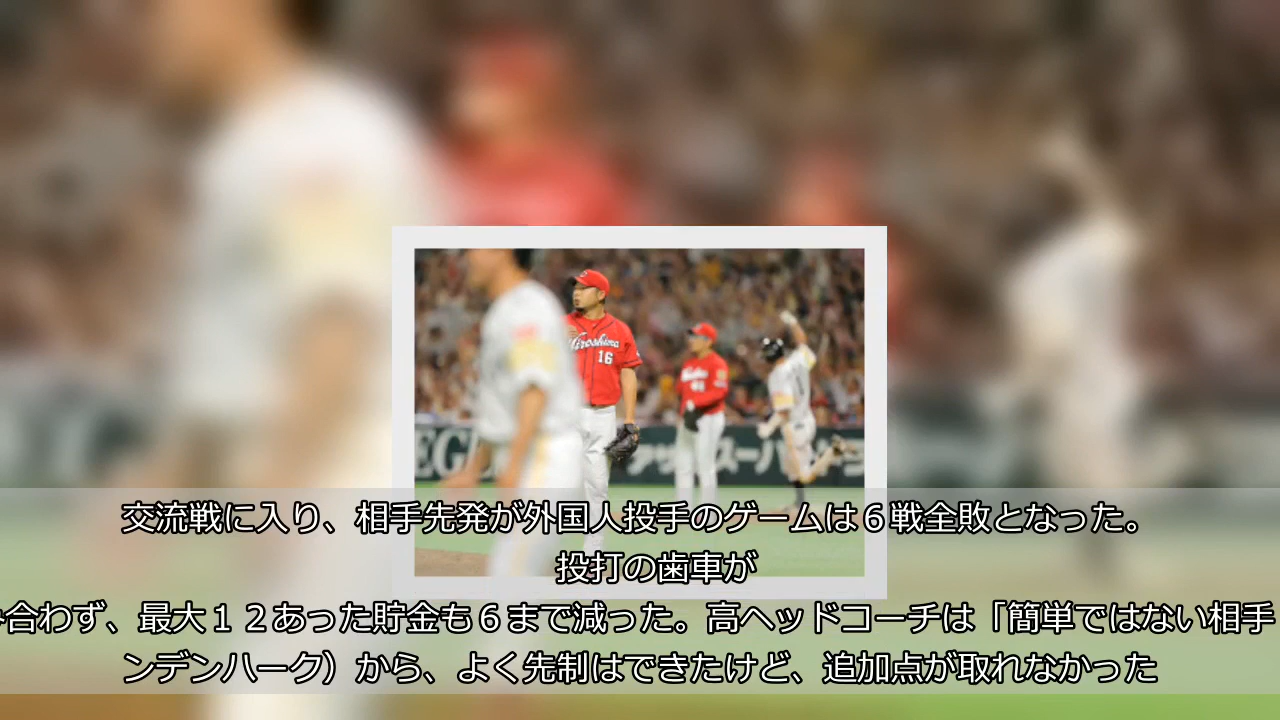 Hiroshima
16
交流戦に入り、相手先発が外国人投手のゲームは６戦全敗となった。
投打の歯車が
合わず、最大１２あった貯金も６まで減った。高ヘッドコーチは「簡単ではない相手
ンデンハーク）から、よく先制はできたけど、追加点が取れなかった